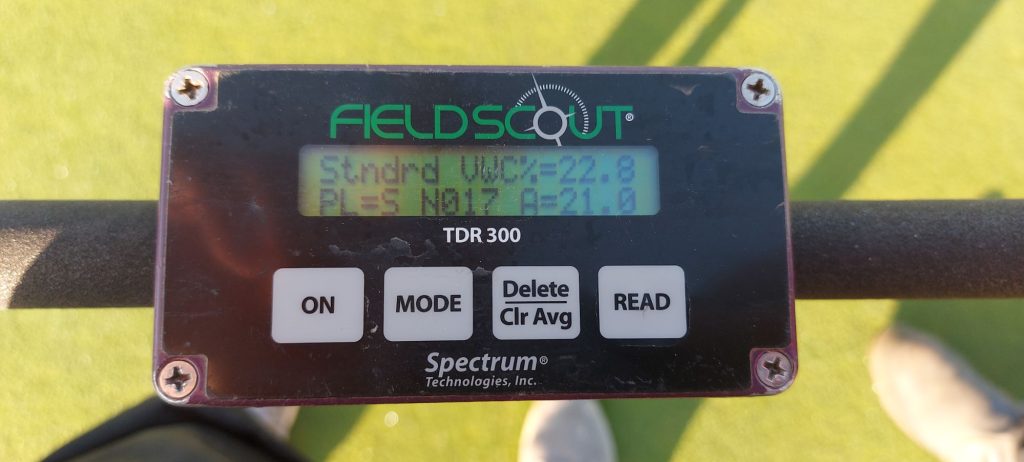 FIELDSCOUT®
Stndrd VWC%=22.8
PL=S N017 A=21.0
TDR 300
ON
MODE
Delete
Clr Avg
READ
Spectrum®
Technologies, Inc.